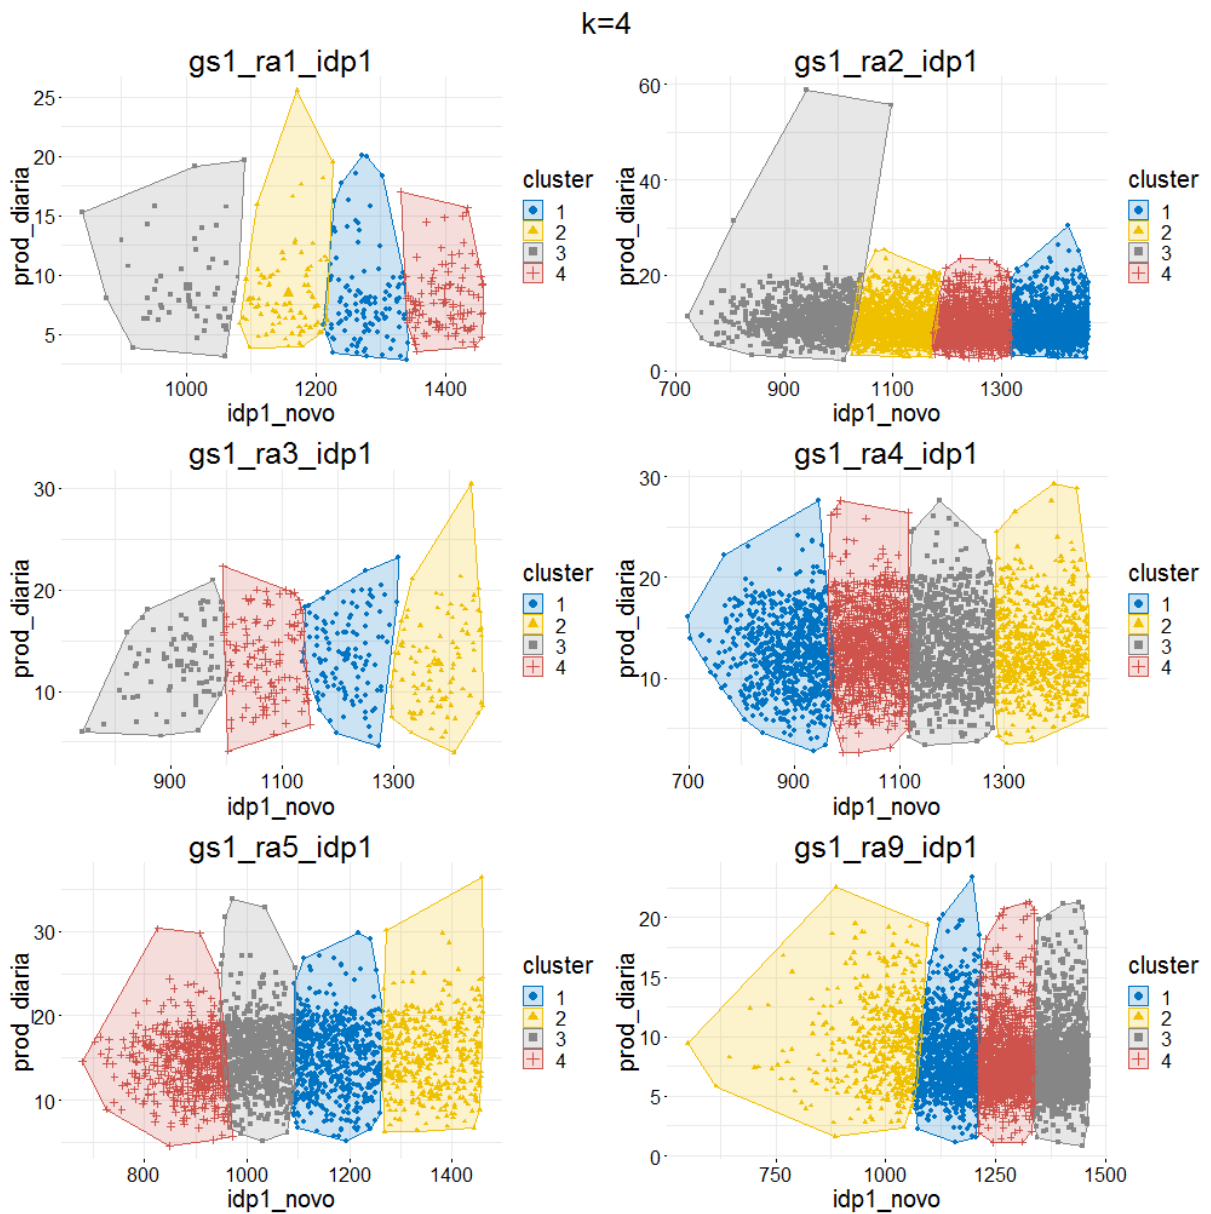 k=4
gs1_ra1_idp1
25
20
15
10
5
prod_diaria
1000 1200 1400
idp1_novo
cluster
1
2
3
4
gs1_ra2_idp1
60
40
20
0
prod_diaria
700 900 1100 1300
idp1_novo
cluster
1
2
3
4
gs1_ra3_idp1
30
20
10
prod_diaria
900 1100 1300
idp1_novo
cluster
1
2
3
4
gs1_ra4_idp1
30
20
10
prod_diaria
700 900 1100 1300
idp1_novo
cluster
1
2
3
4
gs1_ra5_idp1
30
20
10
prod_diaria
800 1000 1200 1400
idp1_novo
cluster
1
2
3
4
gs1_ra9_idp1
20
15
10
5
0
prod_diaria
750 1000 1250 1500
idp1_novo
cluster
1
2
3
4